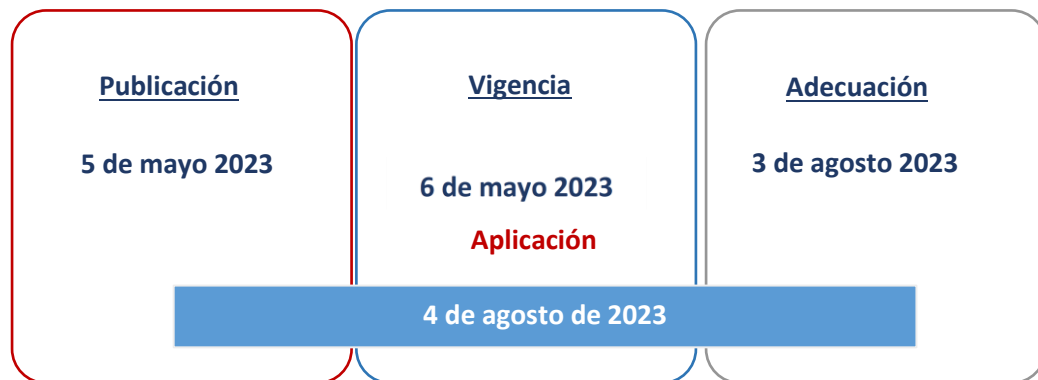 Publicación
5 de mayo 2023
Vigencia
6 de mayo 2023
Aplicación
Adecuación
3 de agosto 2023
4 de agosto de 2023